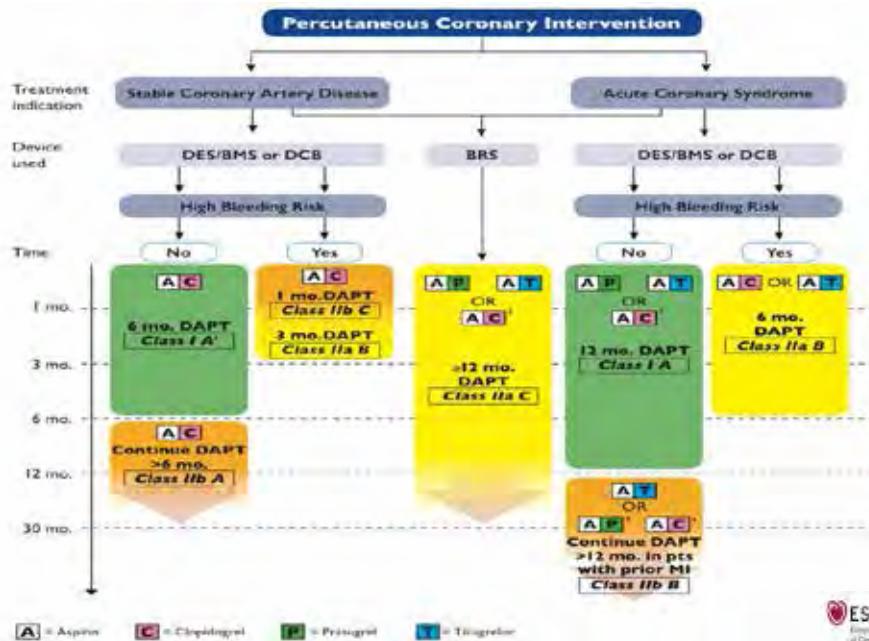 Percutaneous Coronary Intervention
Treatment indication
Stable Coronary Artery Disease
Acute Coronary Syndrome
Device used
DES/BMS or DCB
BRS
DES/BMS or DCB
High Bleeding Risk
High Bleeding Risk
Time
No
Yes
No
Yes
1 mo.
3 mo.
6 mo.
12 mo.
30 mo.
A C
6 mo. DAPT
Class I A
A C
Continue DAPT
>6 mo.
Class IIb A
A C
1 mo. DAPT
Class IIb C
3 mo. DAPT
Class IIa B
A P A T
OR
A C
≥12 mo.
DAPT
Class IIa C
A P A T
OR
A C
12 mo. DAPT
Class I A
A T
OR
A P A C
Continue DAPT
>12 mo. in pts
with prior MI
Class IIb B
A C OR A T
6 mo.
DAPT
Class IIa B
A = Aspirin
C = Clopidogrel
P = Prasugrel
T = Ticagrelor
ES